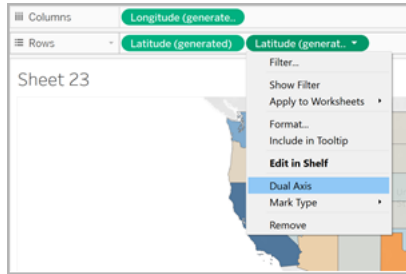 Columns
Longitude (generate..
Rows
Latitude (generated)
Latitude (generat..
Sheet 23
Filter...
Show Filter
Apply to Worksheets
Format...
Include in Tooltip
Edit in Shelf
Dual Axis
Mark Type
Remove